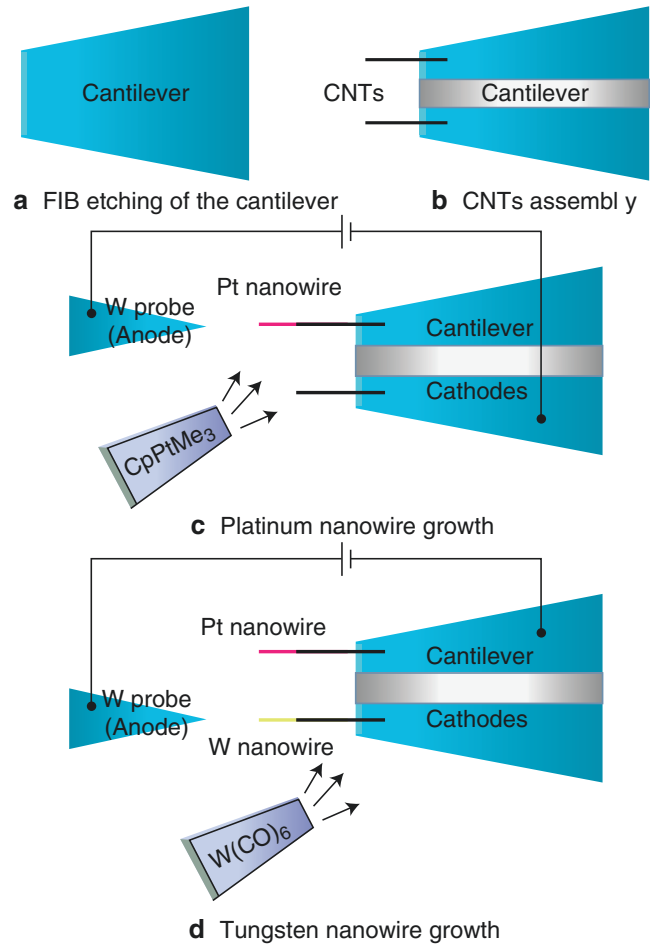 Cantilever
CNTs
Cantilever
a FIB etching of the cantilever
b CNTs assembl y
Pt nanowire
W probe
(Anode)
Cantilever
Cathodes
CpPtMe3
c Platinum nanowire growth
Pt nanowire
Cantilever
W probe
(Anode)
Cathodes
W nanowire
W(CO)6
d Tungsten nanowire growth